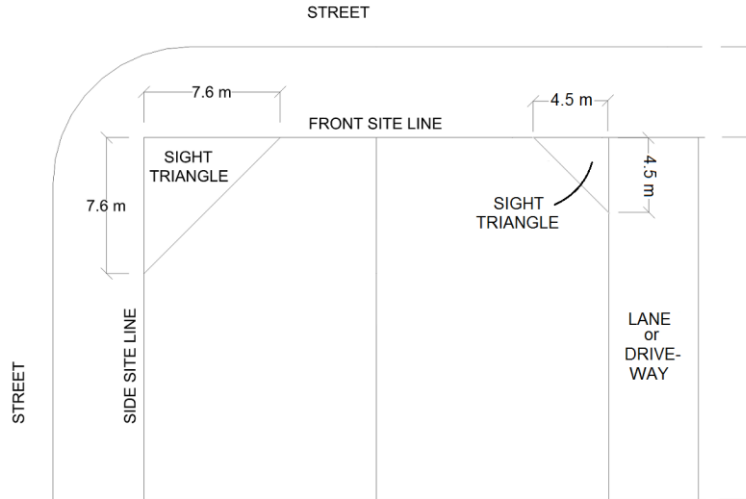 STREET
7.6 m
4.5 m
FRONT SITE LINE
SIGHT
TRIANGLE
4.5 m
7.6 m
SIGHT
TRIANGLE
SIDE SITE LINE
LANE
or
DRIVE-
WAY
STREET